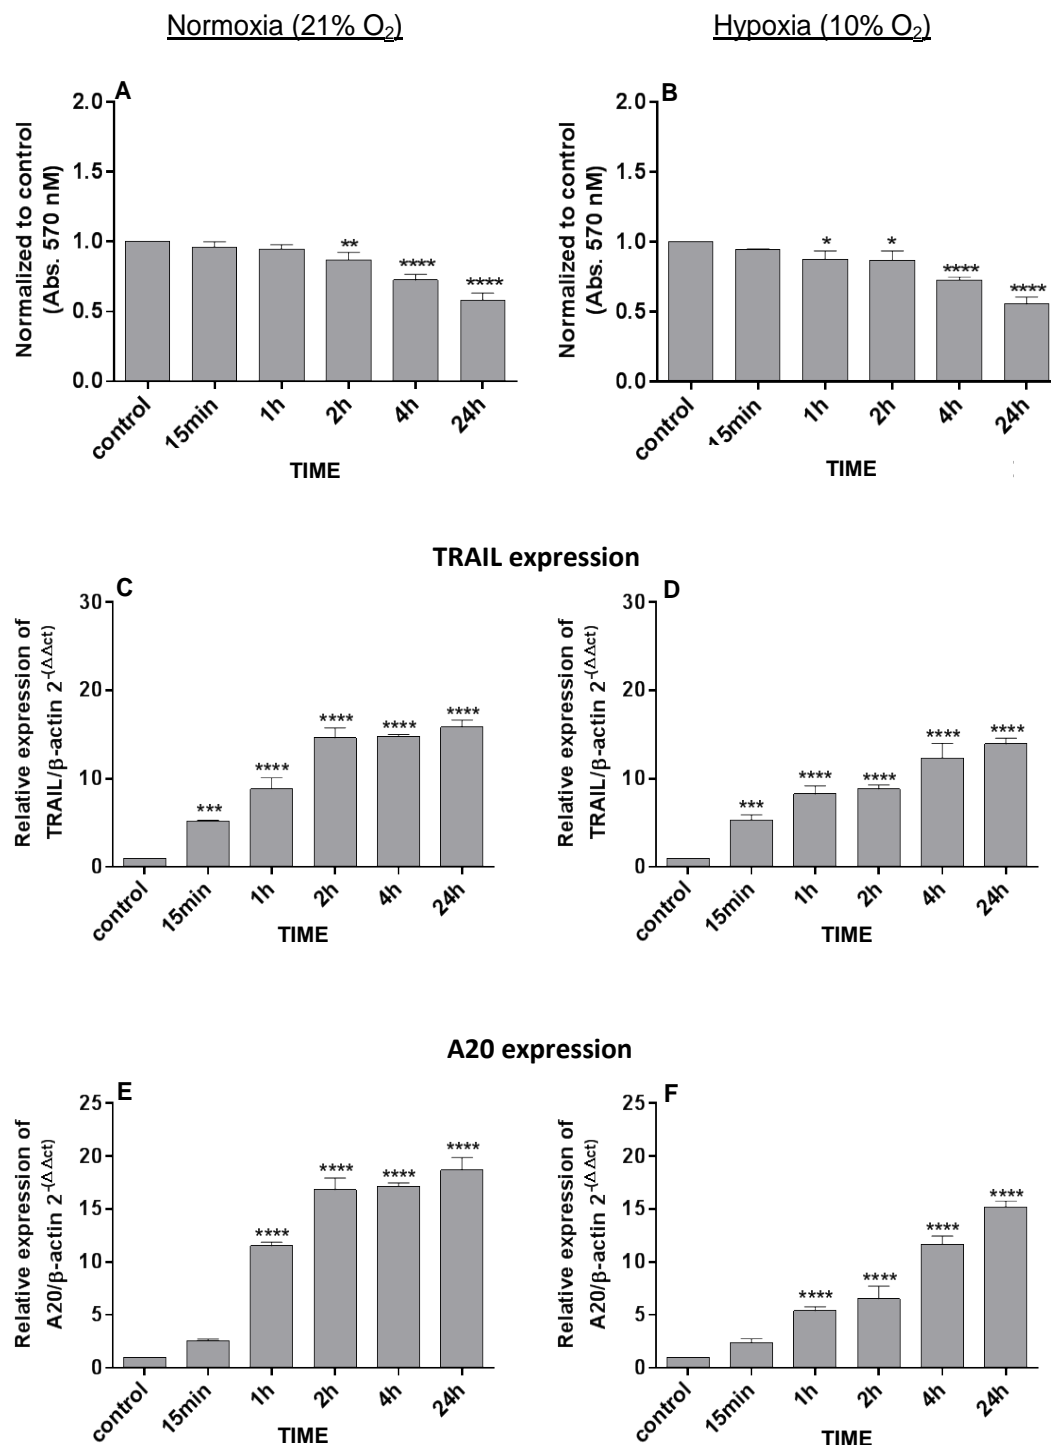 Normoxia (21% O₂)
Hypoxia (10% O₂)
A
Normalized to control
(Abs. 570 nM)
2.0
1.5
1.0
0.5
0.0
**
****
****
control
15min
1h
2h
4h
24h
TIME
B
Normalized to control
(Abs. 570 nM)
2.0
1.5
1.0
0.5
0.0
*
*
****
****
control
15min
1h
2h
4h
24h
TIME
TRAIL expression
C
Relative expression of
TRAIL/β-actin 2-(ΔΔct)
30
20
10
0
***
****
****
****
****
control
15min
1h
2h
4h
24h
TIME
D
Relative expression of
TRAIL/β-actin 2-(ΔΔct)
30
20
10
0
***
****
****
****
****
control
15min
1h
2h
4h
24h
TIME
A20 expression
E
Relative expression of
A20/β-actin 2-(ΔΔct)
25
20
15
10
5
0
****
****
****
****
control
15min
1h
2h
4h
24h
TIME
F
Relative expression of
A20/β-actin 2-(ΔΔct)
25
20
15
10
5
0
****
****
****
****
control
15min
1h
2h
4h
24h
TIME